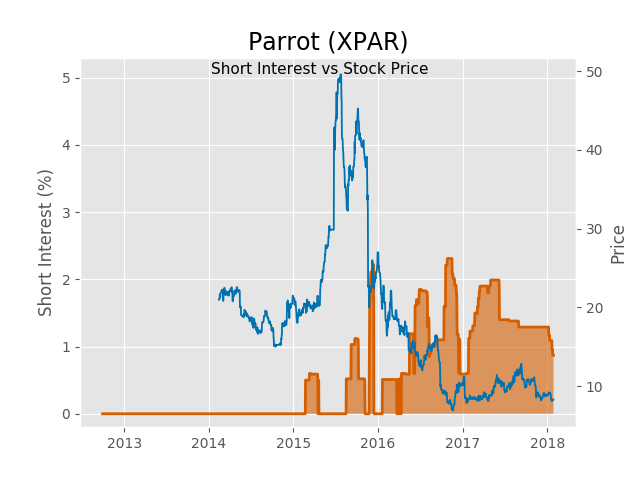 Parrot (XPAR)
Short Interest vs Stock Price
Short Interest (%)
5
4
3
2
1
0
50
40
30
20
10
Price
2013 2014 2015 2016 2017 2018